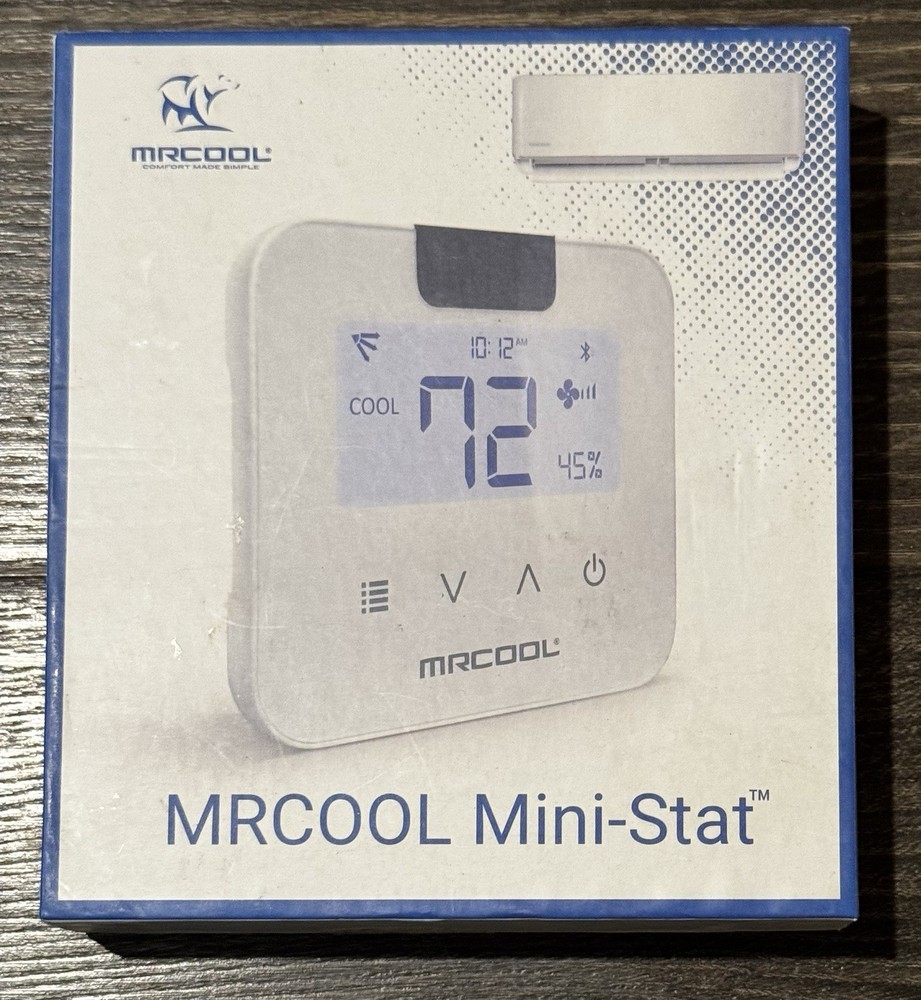 MRCOOL®
COMFORT MADE SIMPLE
10:12 AM
COOL
72
45%
MRCOOL®
MRCOOL Mini-Stat™